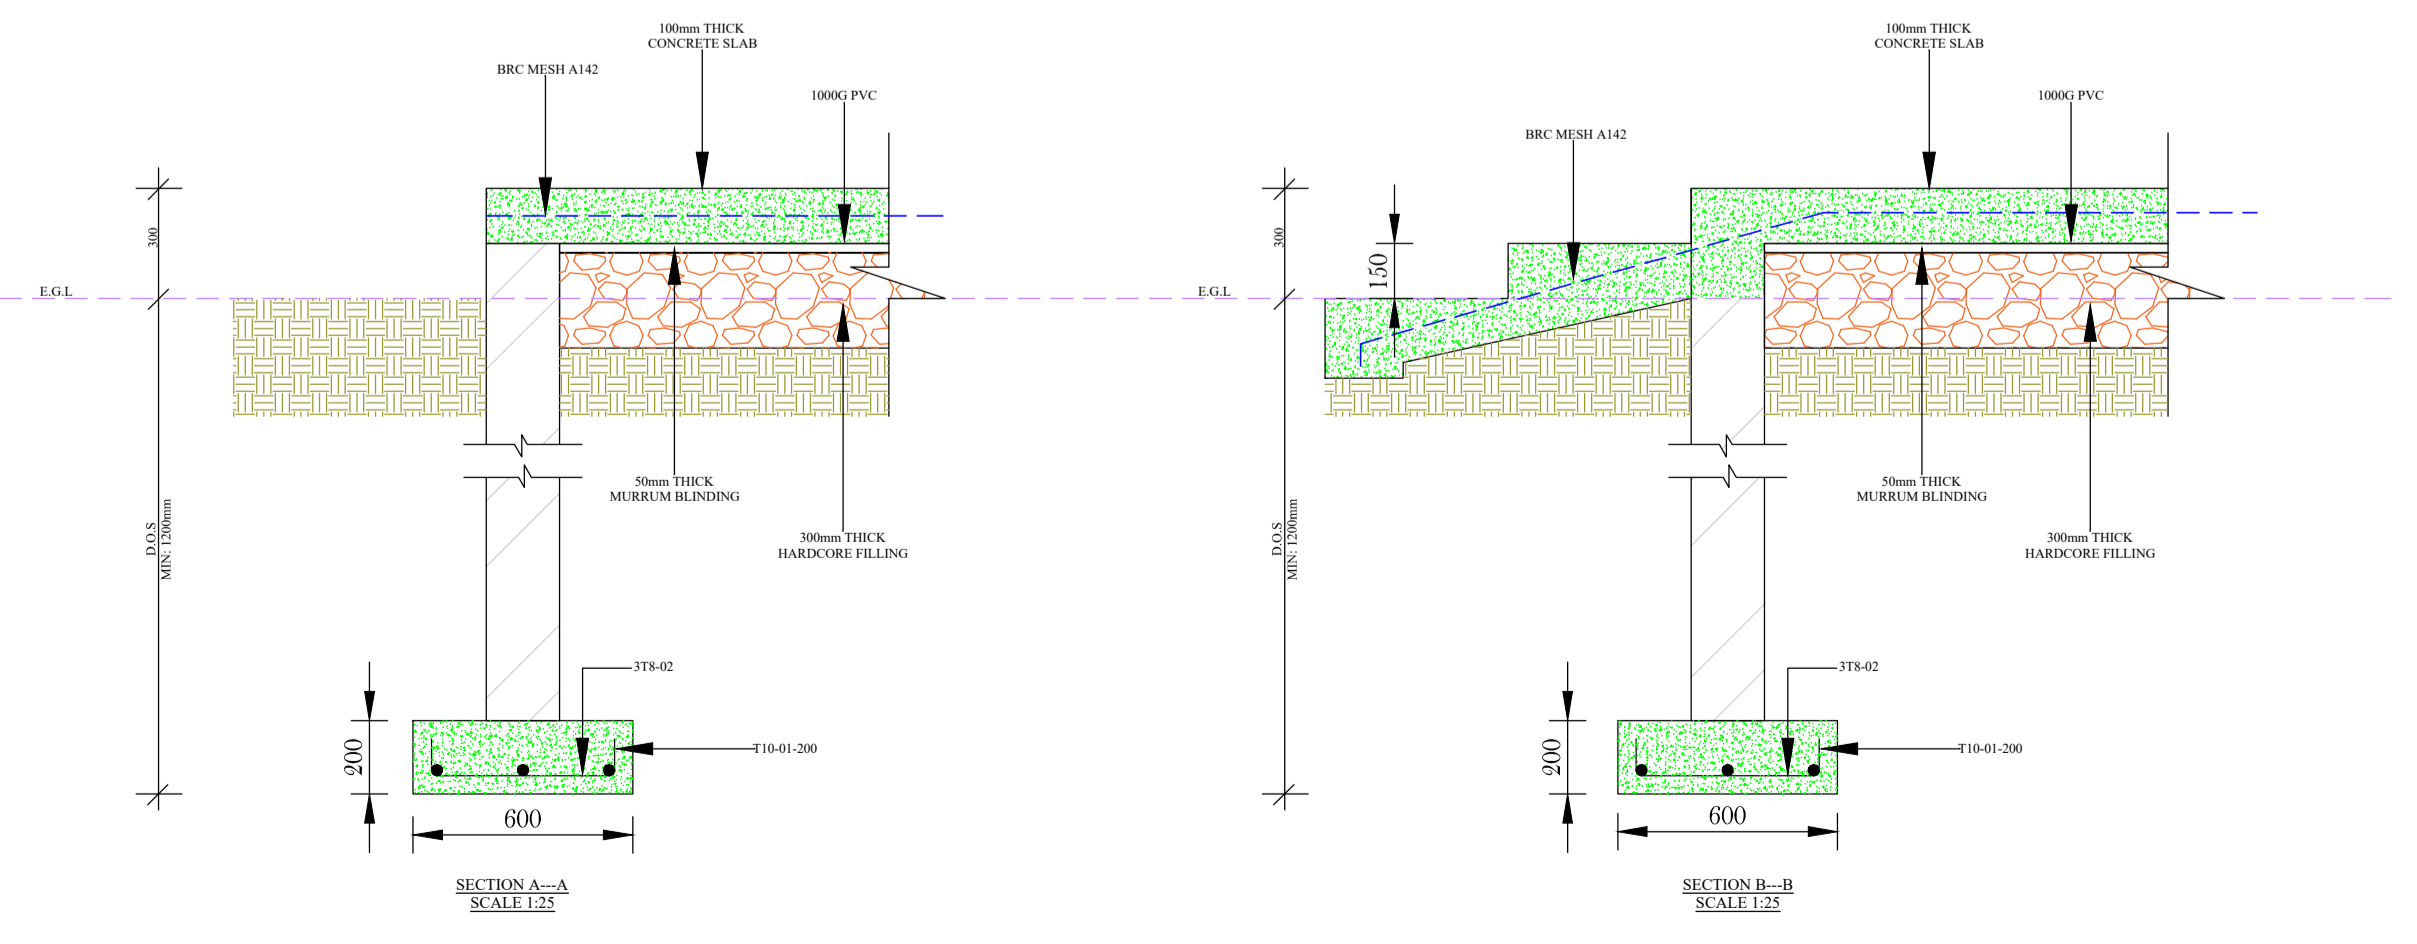 100mm THICK
CONCRETE SLAB
BRC MESH A142
1000G PVC
300
E.G.L
D.O.S
MIN: 1200mm
50mm THICK
MURRUM BLINDING
300mm THICK
HARDCORE FILLING
3T8-02
T10-01-200
200
600
SECTION A---A
SCALE 1:25
100mm THICK
CONCRETE SLAB
1000G PVC
BRC MESH A142
300
150
E.G.L
D.O.S
MIN: 1200mm
50mm THICK
MURRUM BLINDING
300mm THICK
HARDCORE FILLING
3T8-02
T10-01-200
200
600
SECTION B---B
SCALE 1:25